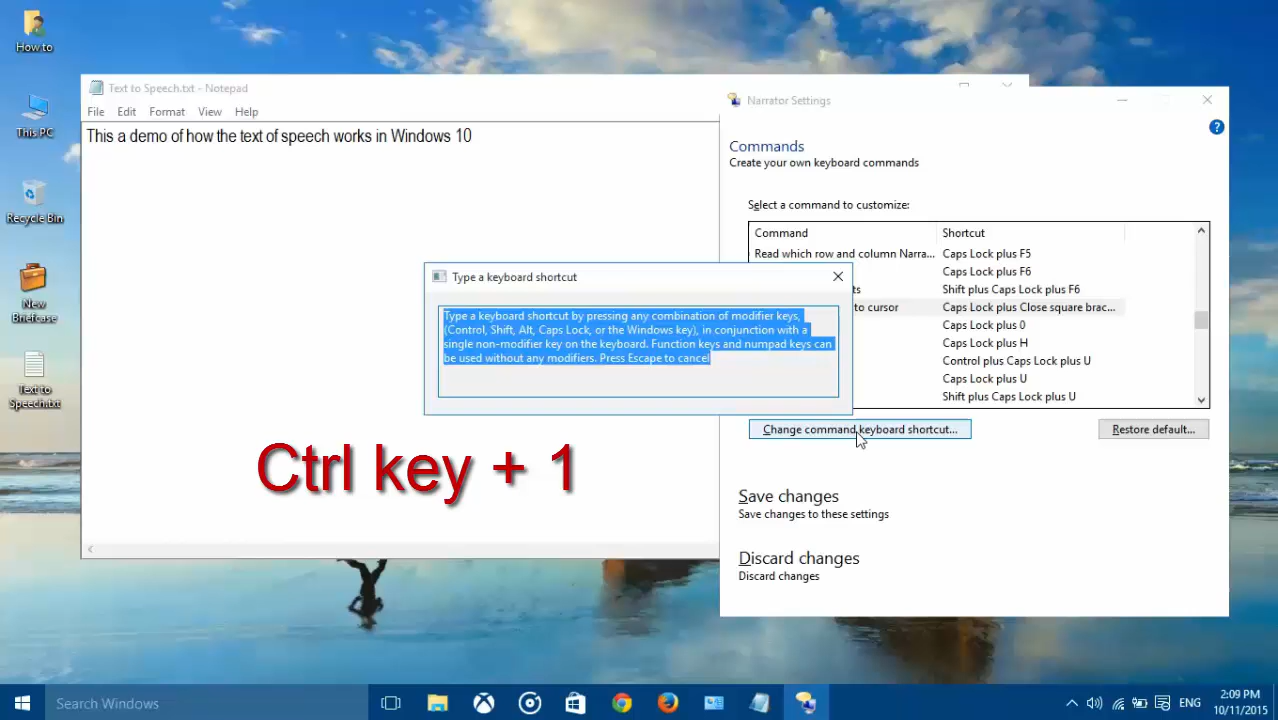 How to
This PC
Recycle Bin
New
Briefcase
Text to
Speech.txt
Text to Speech.txt - Notepad
File Edit Format View Help
This a demo of how the text of speech works in Windows 10
Narrator Settings
Commands
Create your own keyboard commands
Select a command to customize:
Command Shortcut
Read which row and column Narra... Caps Lock plus F5
Caps Lock plus F6
ts Shift plus Caps Lock plus F6
to cursor Caps Lock plus Close square brac...
Caps Lock plus 0
Caps Lock plus H
Control plus Caps Lock plus U
Caps Lock plus U
Shift plus Caps Lock plus U
Type a keyboard shortcut
Type a keyboard shortcut by pressing any combination of modifier keys,
(Control, Shift, Alt, Caps Lock, or the Windows key), in conjunction with a
single non-modifier key on the keyboard. Function keys and numpad keys can
be used without any modifiers. Press Escape to cancel
Change command keyboard shortcut...
Restore default...
Ctrl key + 1
Save changes
Save changes to these settings
Discard changes
Discard changes
Search Windows
ENG
2:09 PM
10/11/2015